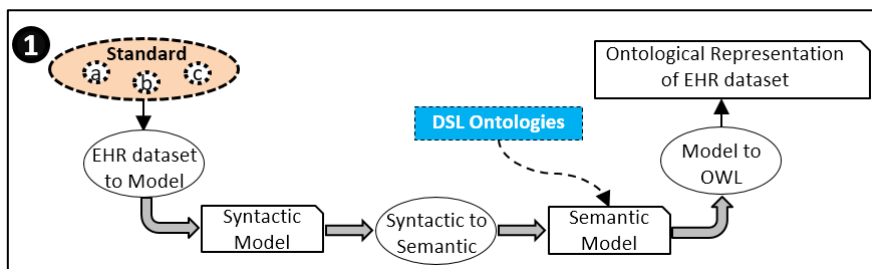 1
Standard
a
b
c
EHR dataset
to Model
Syntactic
Model
Syntactic to
Semantic
DSL Ontologies
Semantic
Model
Model to
OWL
Ontological Representation
of EHR dataset